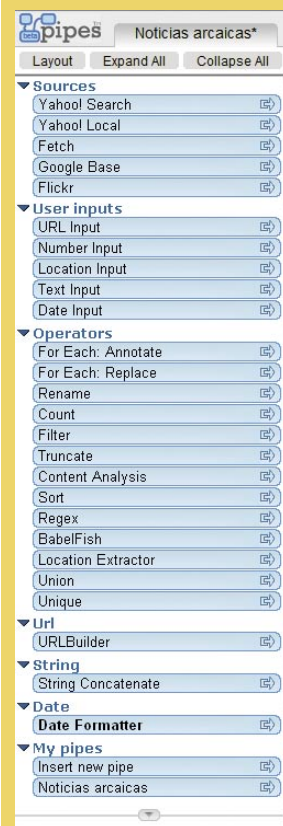 beta pipes
Noticias arcaicas*
Layout Expand All Collapse All
Sources
Yahoo! Search
Yahoo! Local
Fetch
Google Base
Flickr
User inputs
URL Input
Number Input
Location Input
Text Input
Date Input
Operators
For Each: Annotate
For Each: Replace
Rename
Count
Filter
Truncate
Content Analysis
Sort
Regex
BabelFish
Location Extractor
Union
Unique
Url
URLBuilder
String
String Concatenate
Date
Date Formatter
My pipes
Insert new pipe
Noticias arcaicas